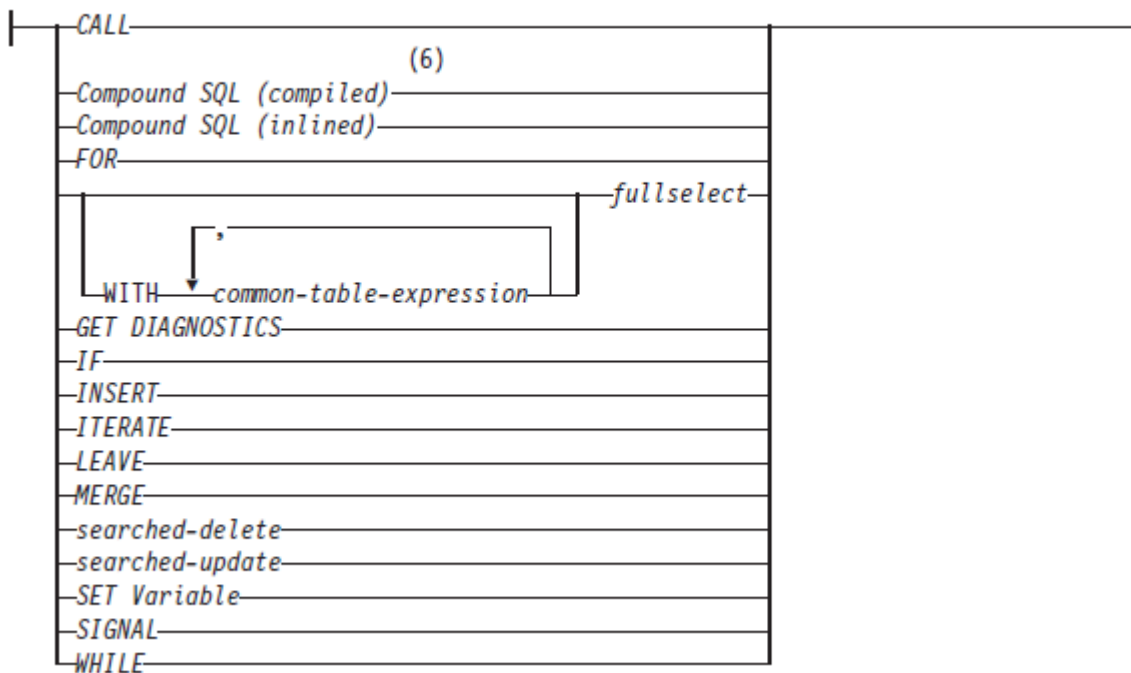 CALL
(6)
Compound SQL (compiled)
Compound SQL (inlined)
FOR
fullselect
,
WITH common-table-expression
GET DIAGNOSTICS
IF
INSERT
ITERATE
LEAVE
MERGE
searched-delete
searched-update
SET Variable
SIGNAL
WHILE